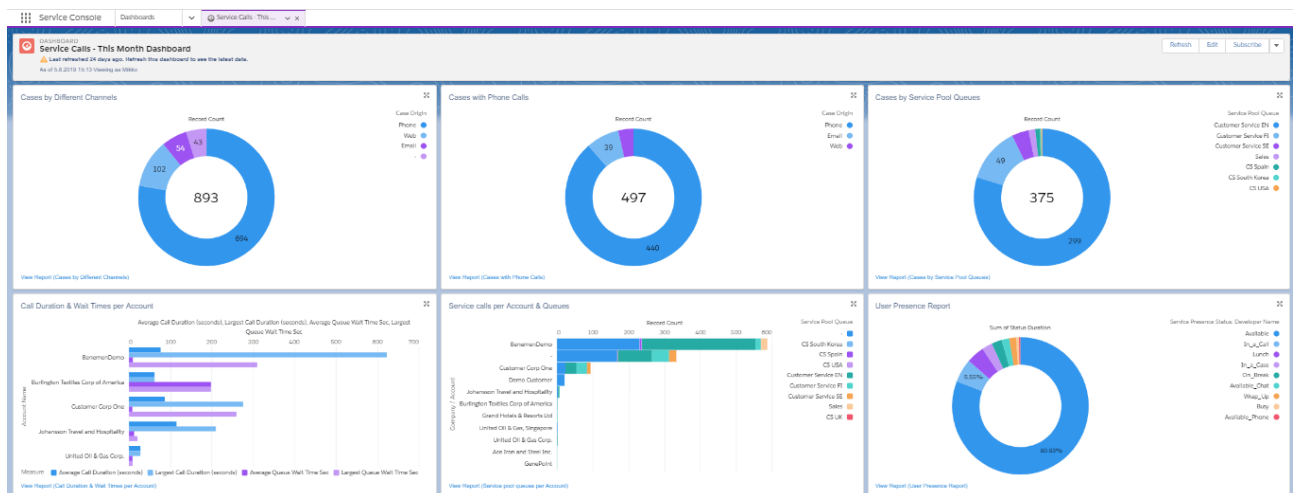 Service Console
Dashboards
Service Calls - This ...
DASHBOARD
Service Calls - This Month Dashboard
Last refreshed 24 days ago. Refresh this dashboard to see the latest data.
As of 5.8.2019 15:13 Viewing as Mikko
Refresh
Edit
Subscribe
Cases by Different Channels
Record Count
893
694
102
54
43
Case Origin
Phone
Web
Email
-
View Report (Cases by Different Channels)
Cases with Phone Calls
Record Count
497
440
39
Case Origin
Phone
Email
Web
View Report (Cases with Phone Calls)
Cases by Service Pool Queues
Record Count
375
299
49
Service Pool Queue
Customer Service EN
Customer Service FI
Customer Service SE
Sales
CS Spain
CS South Korea
CS USA
View Report (Cases by Service Pool Queues)
Call Duration & Wait Times per Account
Average Call Duration (seconds), Largest Call Duration (seconds), Average Queue Wait Time Sec, Largest
Queue Wait Time Sec
0 100 200 300 400 500 600 700
Account Name
BenemenDemo
Burlington Textiles Corp of America
Customer Corp One
Johansson Travel and Hospitality
United Oil & Gas Corp.
Measure
Average Call Duration (seconds)
Largest Call Duration (seconds)
Average Queue Wait Time Sec
Largest Queue Wait Time Sec
View Report (Call Duration & Wait Times per Account)
Service calls per Account & Queues
Record Count
0 100 200 300 400 500 600
Company / Account
BenemenDemo
-
Customer Corp One
Demo Customer
Johansson Travel and Hospitality
Burlington Textiles Corp of America
Grand Hotels & Resorts Ltd
United Oil & Gas, Singapore
United Oil & Gas Corp.
Ace Iron and Steel Inc.
GenePoint
Service Pool Queue
-
CS South Korea
CS Spain
CS USA
Customer Service EN
Customer Service FI
Customer Service SE
Sales
CS UK
View Report (Service pool queues per Account)
User Presence Report
Sum of Status Duration
80.83%
Service Presence Status: Developer Name
Available
In_a_Call
Lunch
In_a_Case
On_Break
Available_Chat
Wrap_Up
Busy
Available_Phone
View Report (User Presence Report)